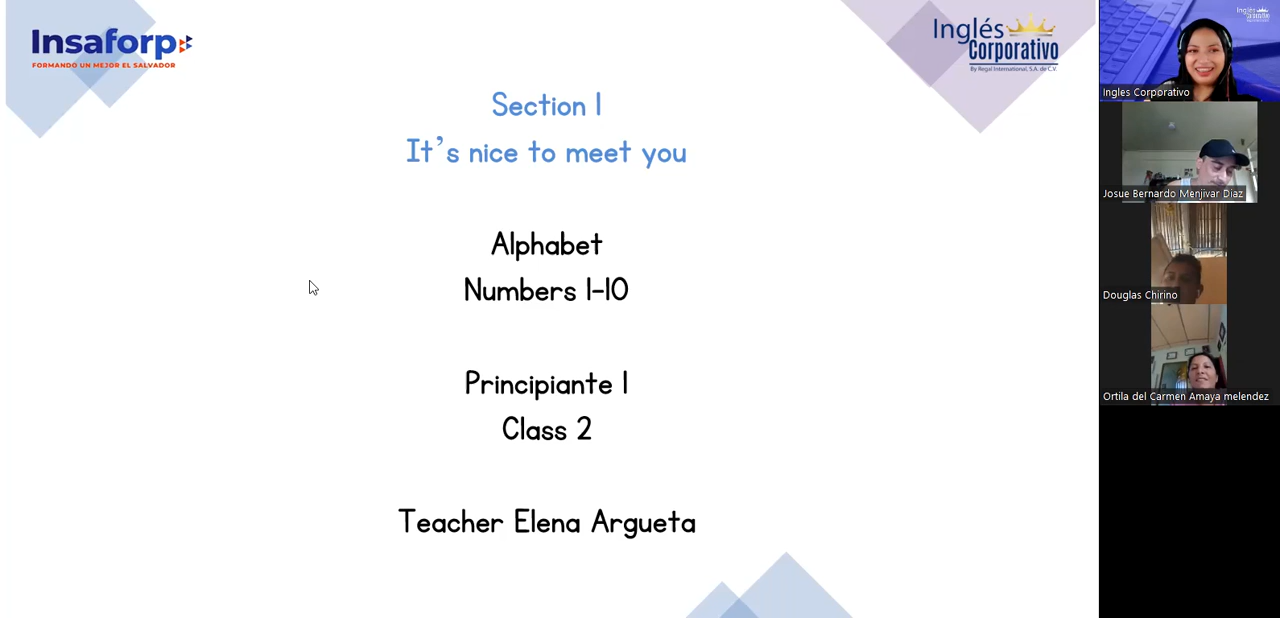 Insaforp
FORMANDO UN MEJOR EL SALVADOR
Inglés
Corporativo
By Regal International, S.A. de C.V.
Section 1
It's nice to meet you
Alphabet
Numbers 1-10
Principiante 1
Class 2
Teacher Elena Argueta
Inglés
Corporativo
Ingles Corporativo
Josue Bernardo Menjivar Diaz
Douglas Chirino
Ortila del Carmen Amaya melendez